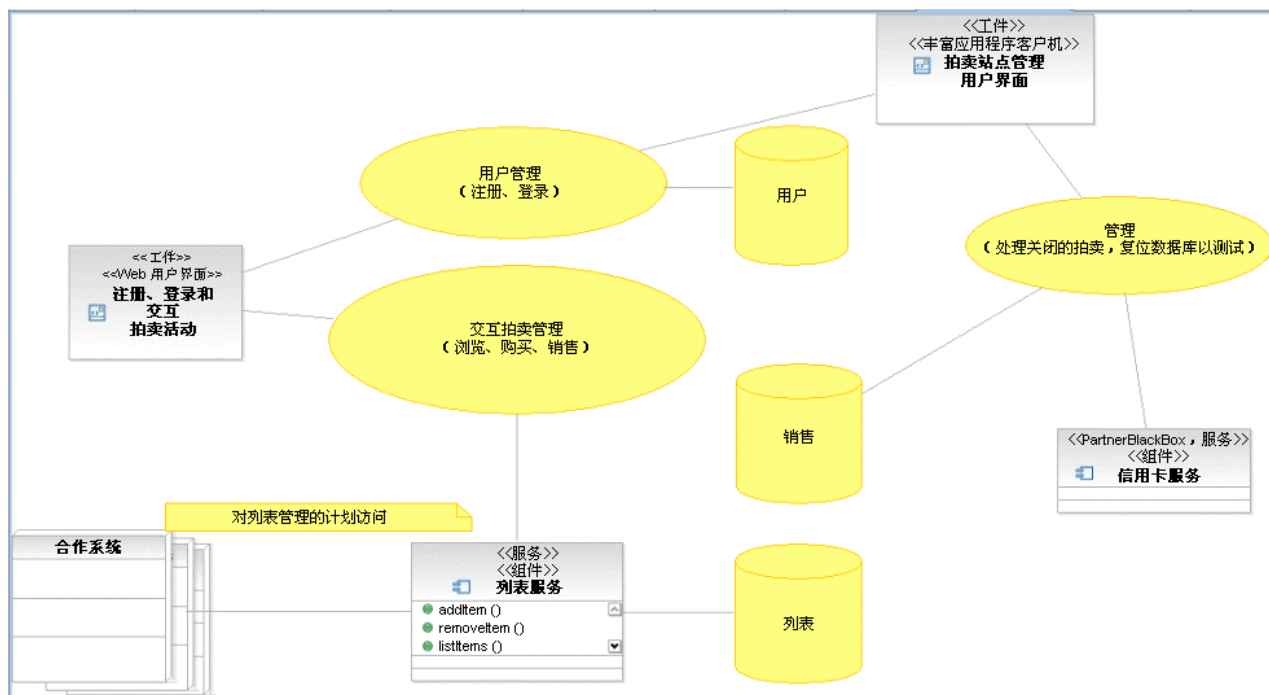 <<工件>>
<<丰富应用程序客户机>>
拍卖站点管理
用户界面
用户管理
（注册、登录）
用户
管理
（处理关闭的拍卖，复位数据库以测试）
<<工件>>
<<Web 用户界面>>
注册、登录和
交互
拍卖活动
交互拍卖管理
（浏览、购买、销售）
销售
<<PartnerBlackBox，服务>>
<<组件>>
信用卡服务
对列表管理的计划访问
合作系统
<<服务>>
<<组件>>
列表服务
addItem ()
removeItem ()
listItems ()
列表